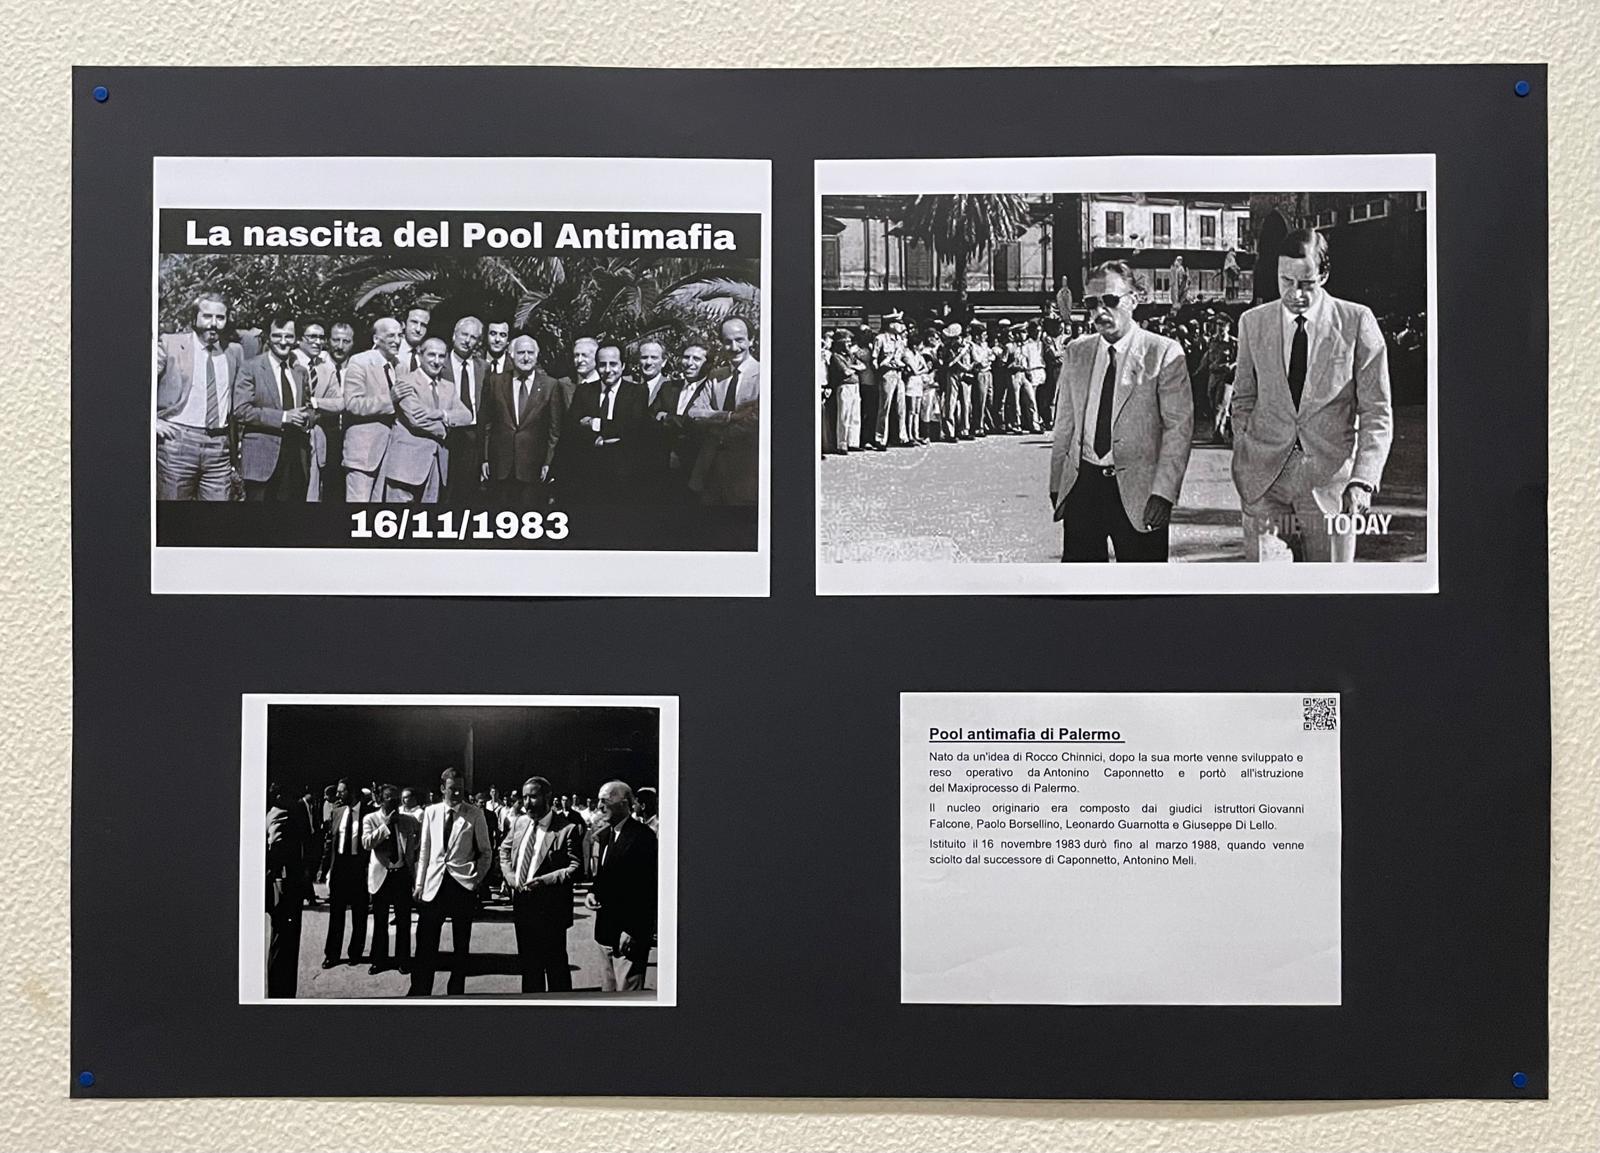 La nascita del Pool Antimafia
16/11/1983
TODAY
Pool antimafia di Palermo
Nato da un'idea di Rocco Chinnici, dopo la sua morte venne sviluppato e
reso operativo da Antonino Caponnetto e portò all'istruzione
del Maxiprocesso di Palermo.
Il nucleo originario era composto dai giudici istruttori Giovanni
Falcone, Paolo Borsellino, Leonardo Guarnotta e Giuseppe Di Lello.
Istituito il 16 novembre 1983 durò fino al marzo 1988, quando venne
sciolto dal successore di Caponnetto, Antonino Meli.